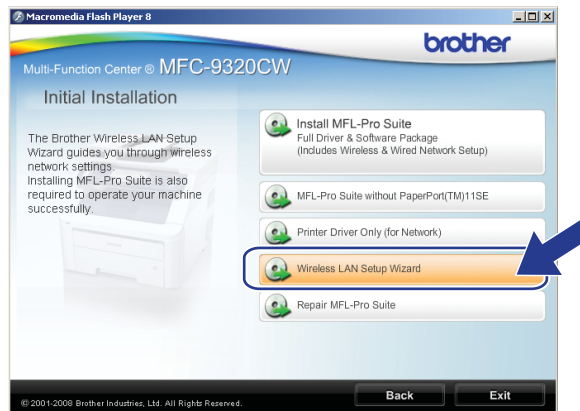 Macromedia Flash Player 8
brother
Multi-Function Center ® MFC-9320CW
Initial Installation
The Brother Wireless LAN Setup
Wizard guides you through wireless
network settings.
Installing MFL-Pro Suite is also
required to operate your machine
successfully.
Install MFL-Pro Suite
Full Driver & Software Package
(Includes Wireless & Wired Network Setup)
MFL-Pro Suite without PaperPort(TM)11SE
Printer Driver Only (for Network)
Wireless LAN Setup Wizard
Repair MFL-Pro Suite
© 2001-2008 Brother Industries, Ltd. All Rights Reserved.
Back
Exit